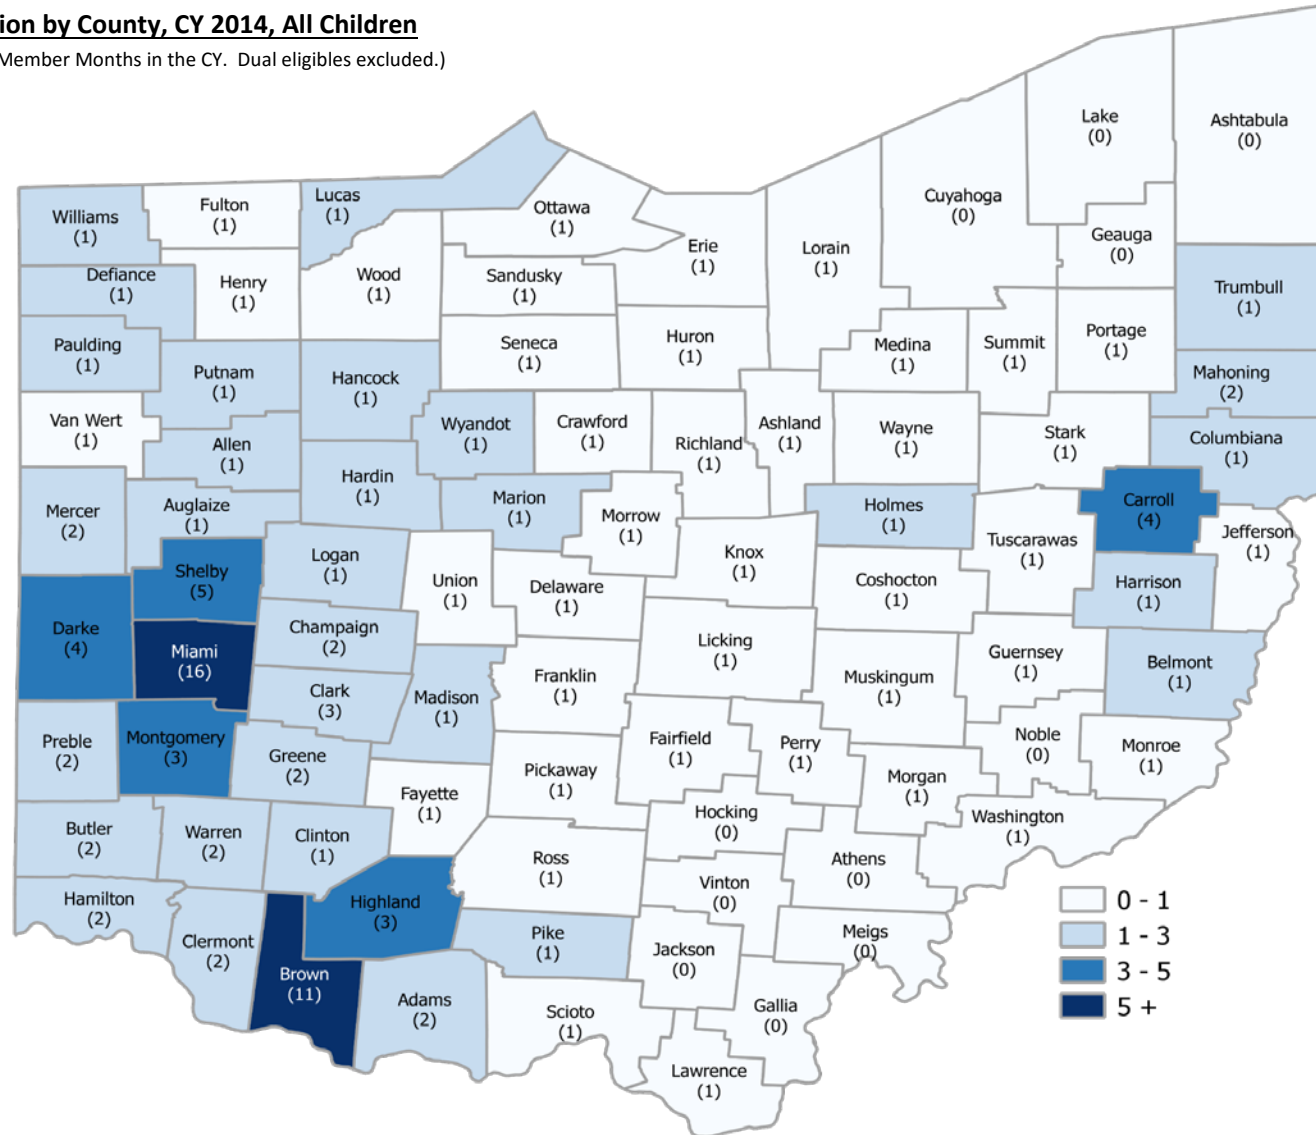 ion by County, CY 2014, All Children
Member Months in the CY.  Dual eligibles excluded.)
Lake
(0)
Ashtabula
(0)
Cuyahoga
(0)
Geauga
(0)
Williams
(1)
Fulton
(1)
Lucas
(1)
Ottawa
(1)
Erie
(1)
Lorain
(1)
Defiance
(1)
Henry
(1)
Wood
(1)
Sandusky
(1)
Trumbull
(1)
Paulding
(1)
Putnam
(1)
Hancock
(1)
Seneca
(1)
Huron
(1)
Medina
(1)
Summit
(1)
Portage
(1)
Mahoning
(2)
Van Wert
(1)
Allen
(1)
Wyandot
(1)
Crawford
(1)
Richland
(1)
Ashland
(1)
Wayne
(1)
Stark
(1)
Columbiana
(1)
Mercer
(2)
Auglaize
(1)
Hardin
(1)
Marion
(1)
Morrow
(1)
Holmes
(1)
Carroll
(4)
Tuscarawas
(1)
Jefferson
(1)
Shelby
(5)
Logan
(1)
Union
(1)
Delaware
(1)
Knox
(1)
Coshocton
(1)
Harrison
(1)
Darke
(4)
Miami
(16)
Champaign
(2)
Licking
(1)
Guernsey
(1)
Belmont
(1)
Clark
(3)
Madison
(1)
Franklin
(1)
Muskingum
(1)
Preble
(2)
Montgomery
(3)
Greene
(2)
Fairfield
(1)
Perry
(1)
Noble
(0)
Monroe
(1)
Fayette
(1)
Pickaway
(1)
Morgan
(1)
Washington
(1)
Butler
(2)
Warren
(2)
Clinton
(1)
Hocking
(0)
Ross
(1)
Athens
(0)
Vinton
(0)
Hamilton
(2)
Highland
(3)
Clermont
(2)
Pike
(1)
Jackson
(0)
Meigs
(0)
Brown
(11)
Adams
(2)
Scioto
(1)
Gallia
(0)
Lawrence
(1)
0 - 1
1 - 3
3 - 5
5 +